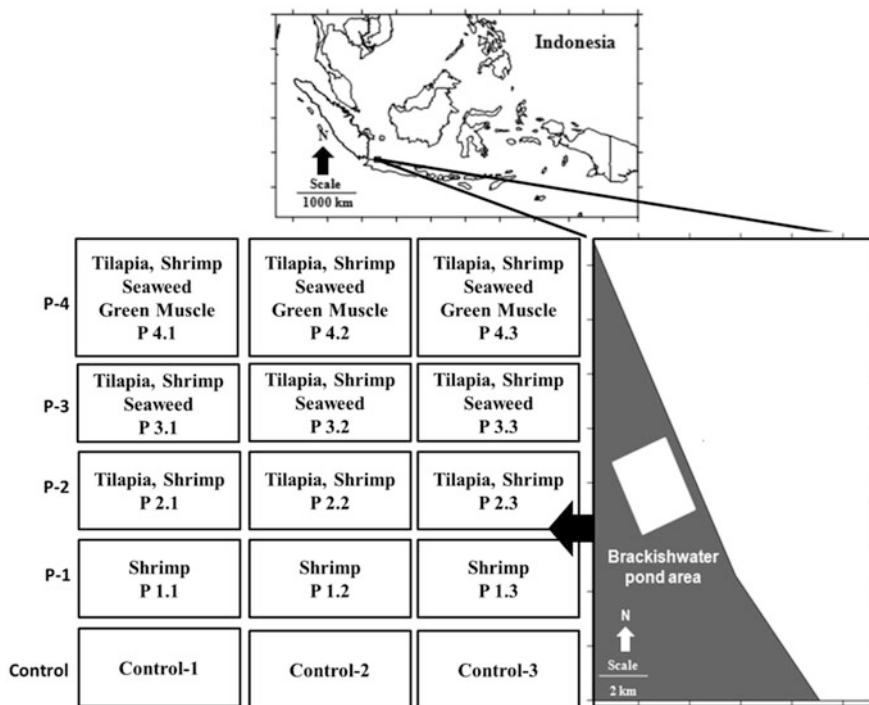 Indonesia
N
Scale
1000 km
P-4
Tilapia, Shrimp
Seaweed
Green Muscle
P 4.1
Tilapia, Shrimp
Seaweed
Green Muscle
P 4.2
Tilapia, Shrimp
Seaweed
Green Muscle
P 4.3
P-3
Tilapia, Shrimp
Seaweed
P 3.1
Tilapia, Shrimp
Seaweed
P 3.2
Tilapia, Shrimp
Seaweed
P 3.3
P-2
Tilapia, Shrimp
P 2.1
Tilapia, Shrimp
P 2.2
Tilapia, Shrimp
P 2.3
P-1
Shrimp
P 1.1
Shrimp
P 1.2
Shrimp
P 1.3
Control
Control-1
Control-2
Control-3
Brackishwater
pond area
N
Scale
2 km